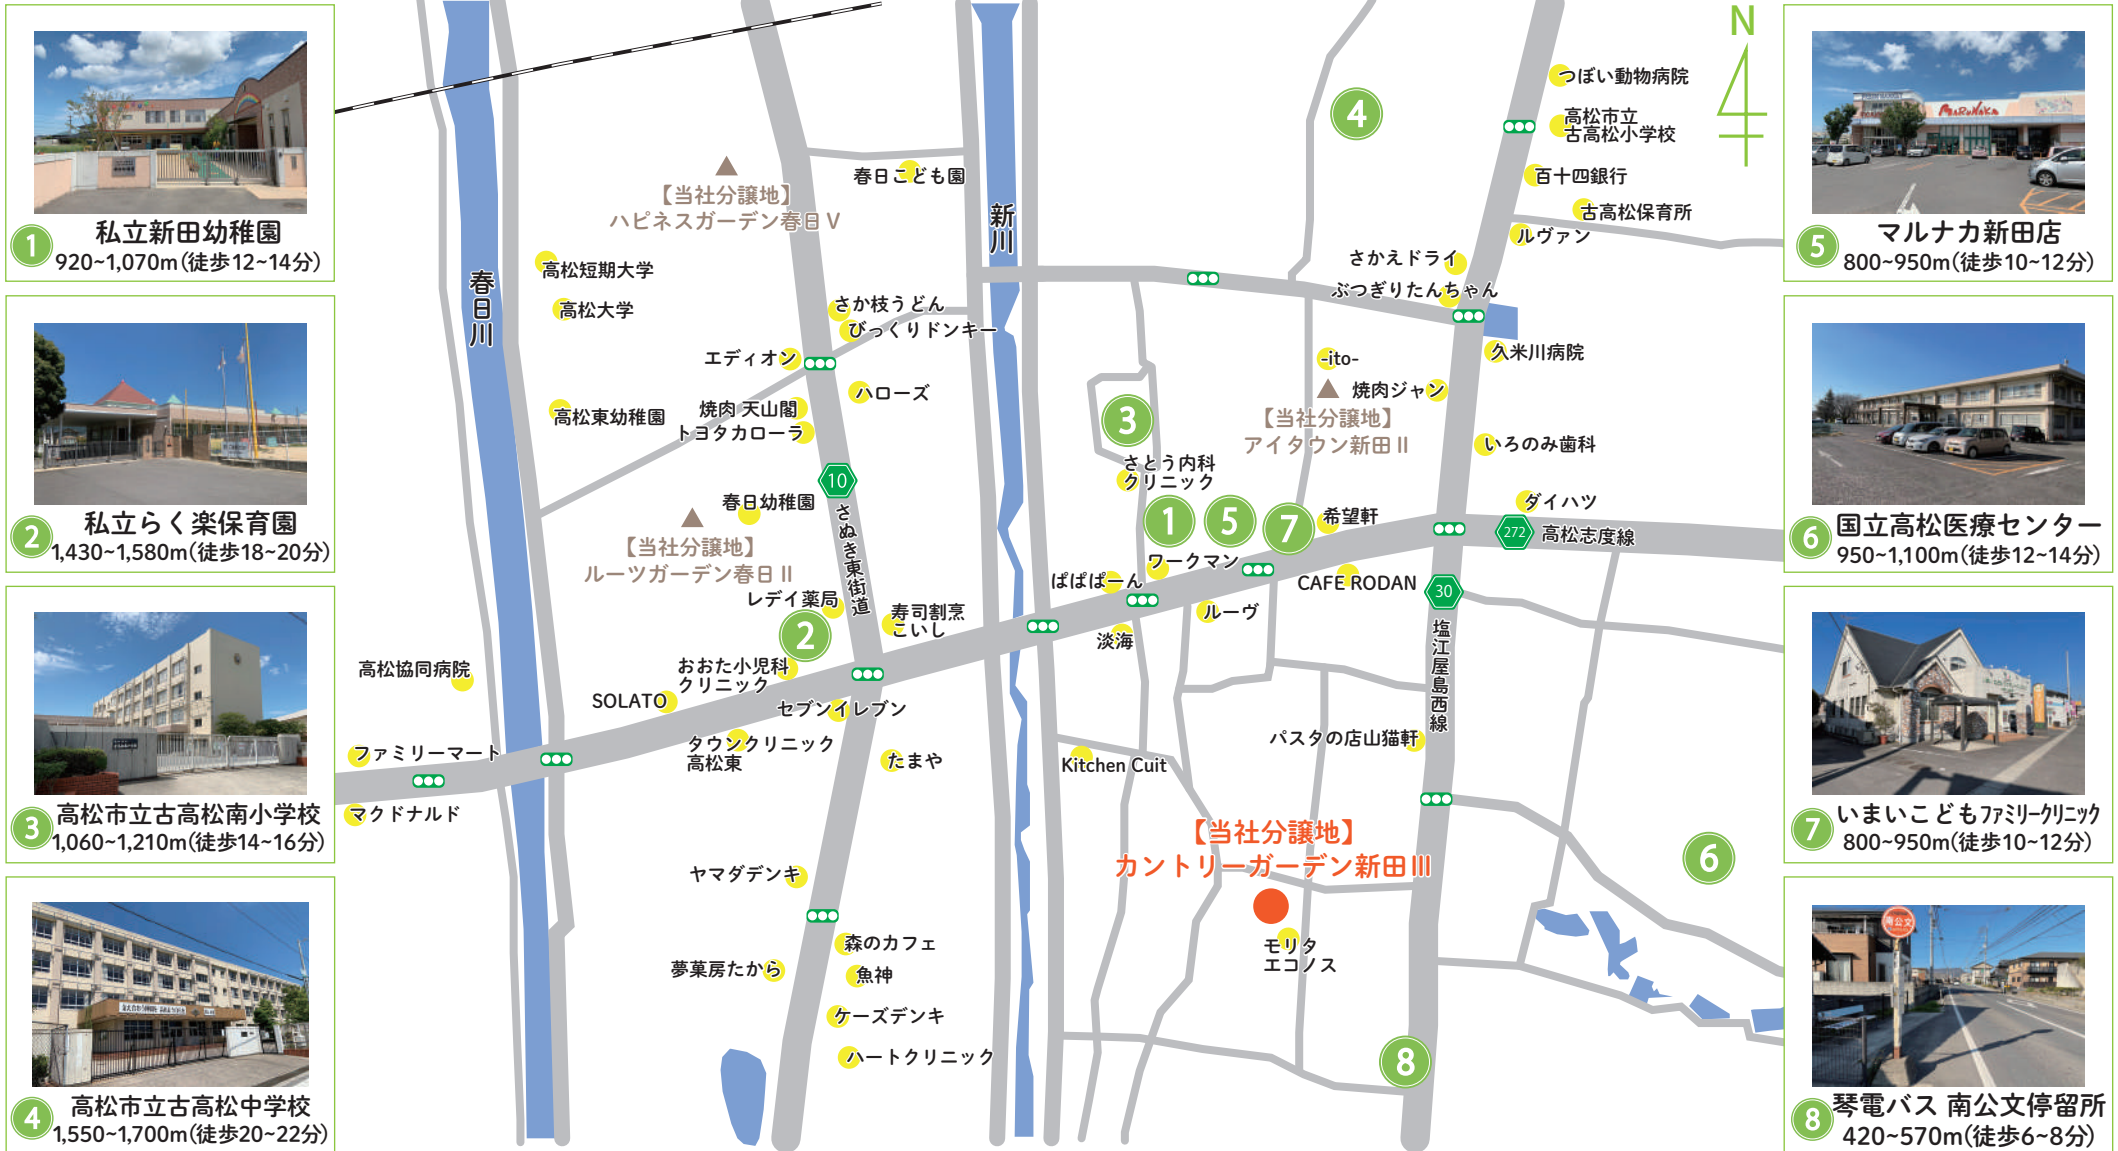 1
私立新田幼稚園
920~1,070m(徒歩12~14分)
2
私立らく楽保育園
1,430~1,580m(徒歩18~20分)
3
高松市立古高松南小学校
1,060~1,210m(徒歩14~16分)
4
高松市立古高松中学校
1,550~1,700m(徒歩20~22分)
春日川
新川
【当社分譲地】
ハピネスガーデン春日Ⅴ
春日こども園
高松短期大学
高松大学
さか枝うどん
びっくりドンキー
エディオン
ハローズ
高松東幼稚園
焼肉 天山閣
トヨタカローラ
10
さぬき東街道
春日幼稚園
【当社分譲地】
ルーツガーデン春日Ⅱ
レデイ薬局
2
寿司割烹
こいし
高松協同病院
おおた小児科
クリニック
SOLATO
セブンイレブン
タウンクリニック
高松東
たまや
ファミリーマート
マクドナルド
ヤマダデンキ
森のカフェ
夢菓房たから
魚神
ケーズデンキ
ハートクリニック
N
4
つぼい動物病院
高松市立
古高松小学校
百十四銀行
古高松保育所
ルヴァン
さかえドライ
ぶつぎりたんちゃん
久米川病院
-ito-
焼肉ジャン
【当社分譲地】
アイタウン新田Ⅱ
いろのみ歯科
3
さとう内科
クリニック
1
5
7
希望軒
ダイハツ
272
高松志度線
ワークマン
ぱぱぱーん
CAFE RODAN
30
塩江屋島西線
ルーヴ
淡海
パスタの店山猫軒
Kitchen Cuit
【当社分譲地】
カントリーガーデン新田Ⅲ
モリタ
エコノス
6
8
5
マルナカ新田店
800~950m(徒歩10~12分)
MARUNAKA
6
国立高松医療センター
950~1,100m(徒歩12~14分)
7
いまいこどもファミリークリニック
800~950m(徒歩10~12分)
南公文
8
琴電バス 南公文停留所
420~570m(徒歩6~8分)